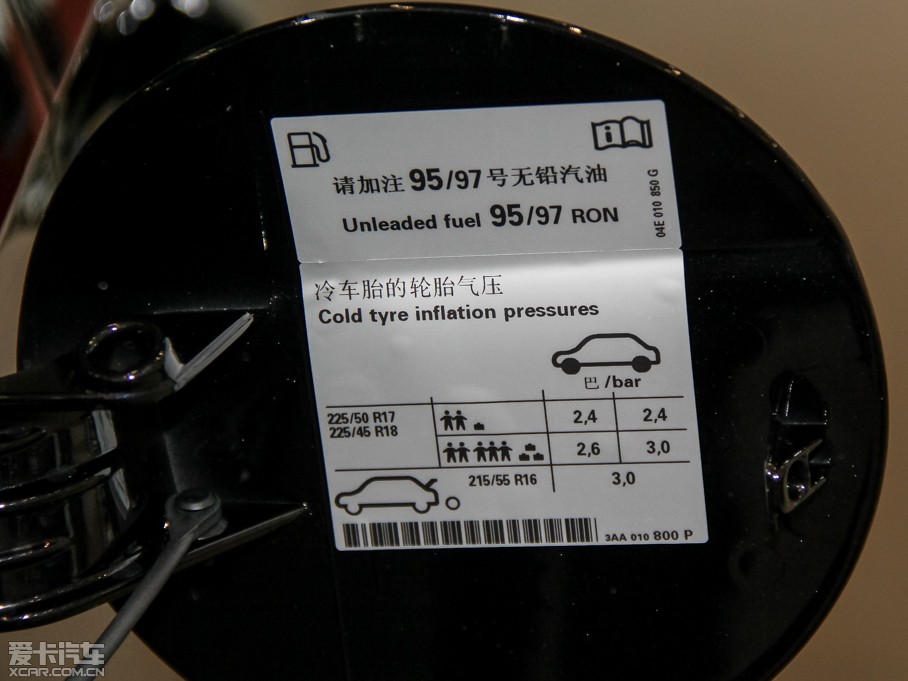 请加注 95/97 号无铅汽油
Unleaded fuel 95/97 RON
04E 010 850 G
冷车胎的轮胎气压
Cold tyre inflation pressures
巴 /bar
225/50 R17
225/45 R18
2,4 2,4
2,6 3,0
215/55 R16 3,0
3AA 010 800 P
爱卡汽车
XCAR.COM.CN